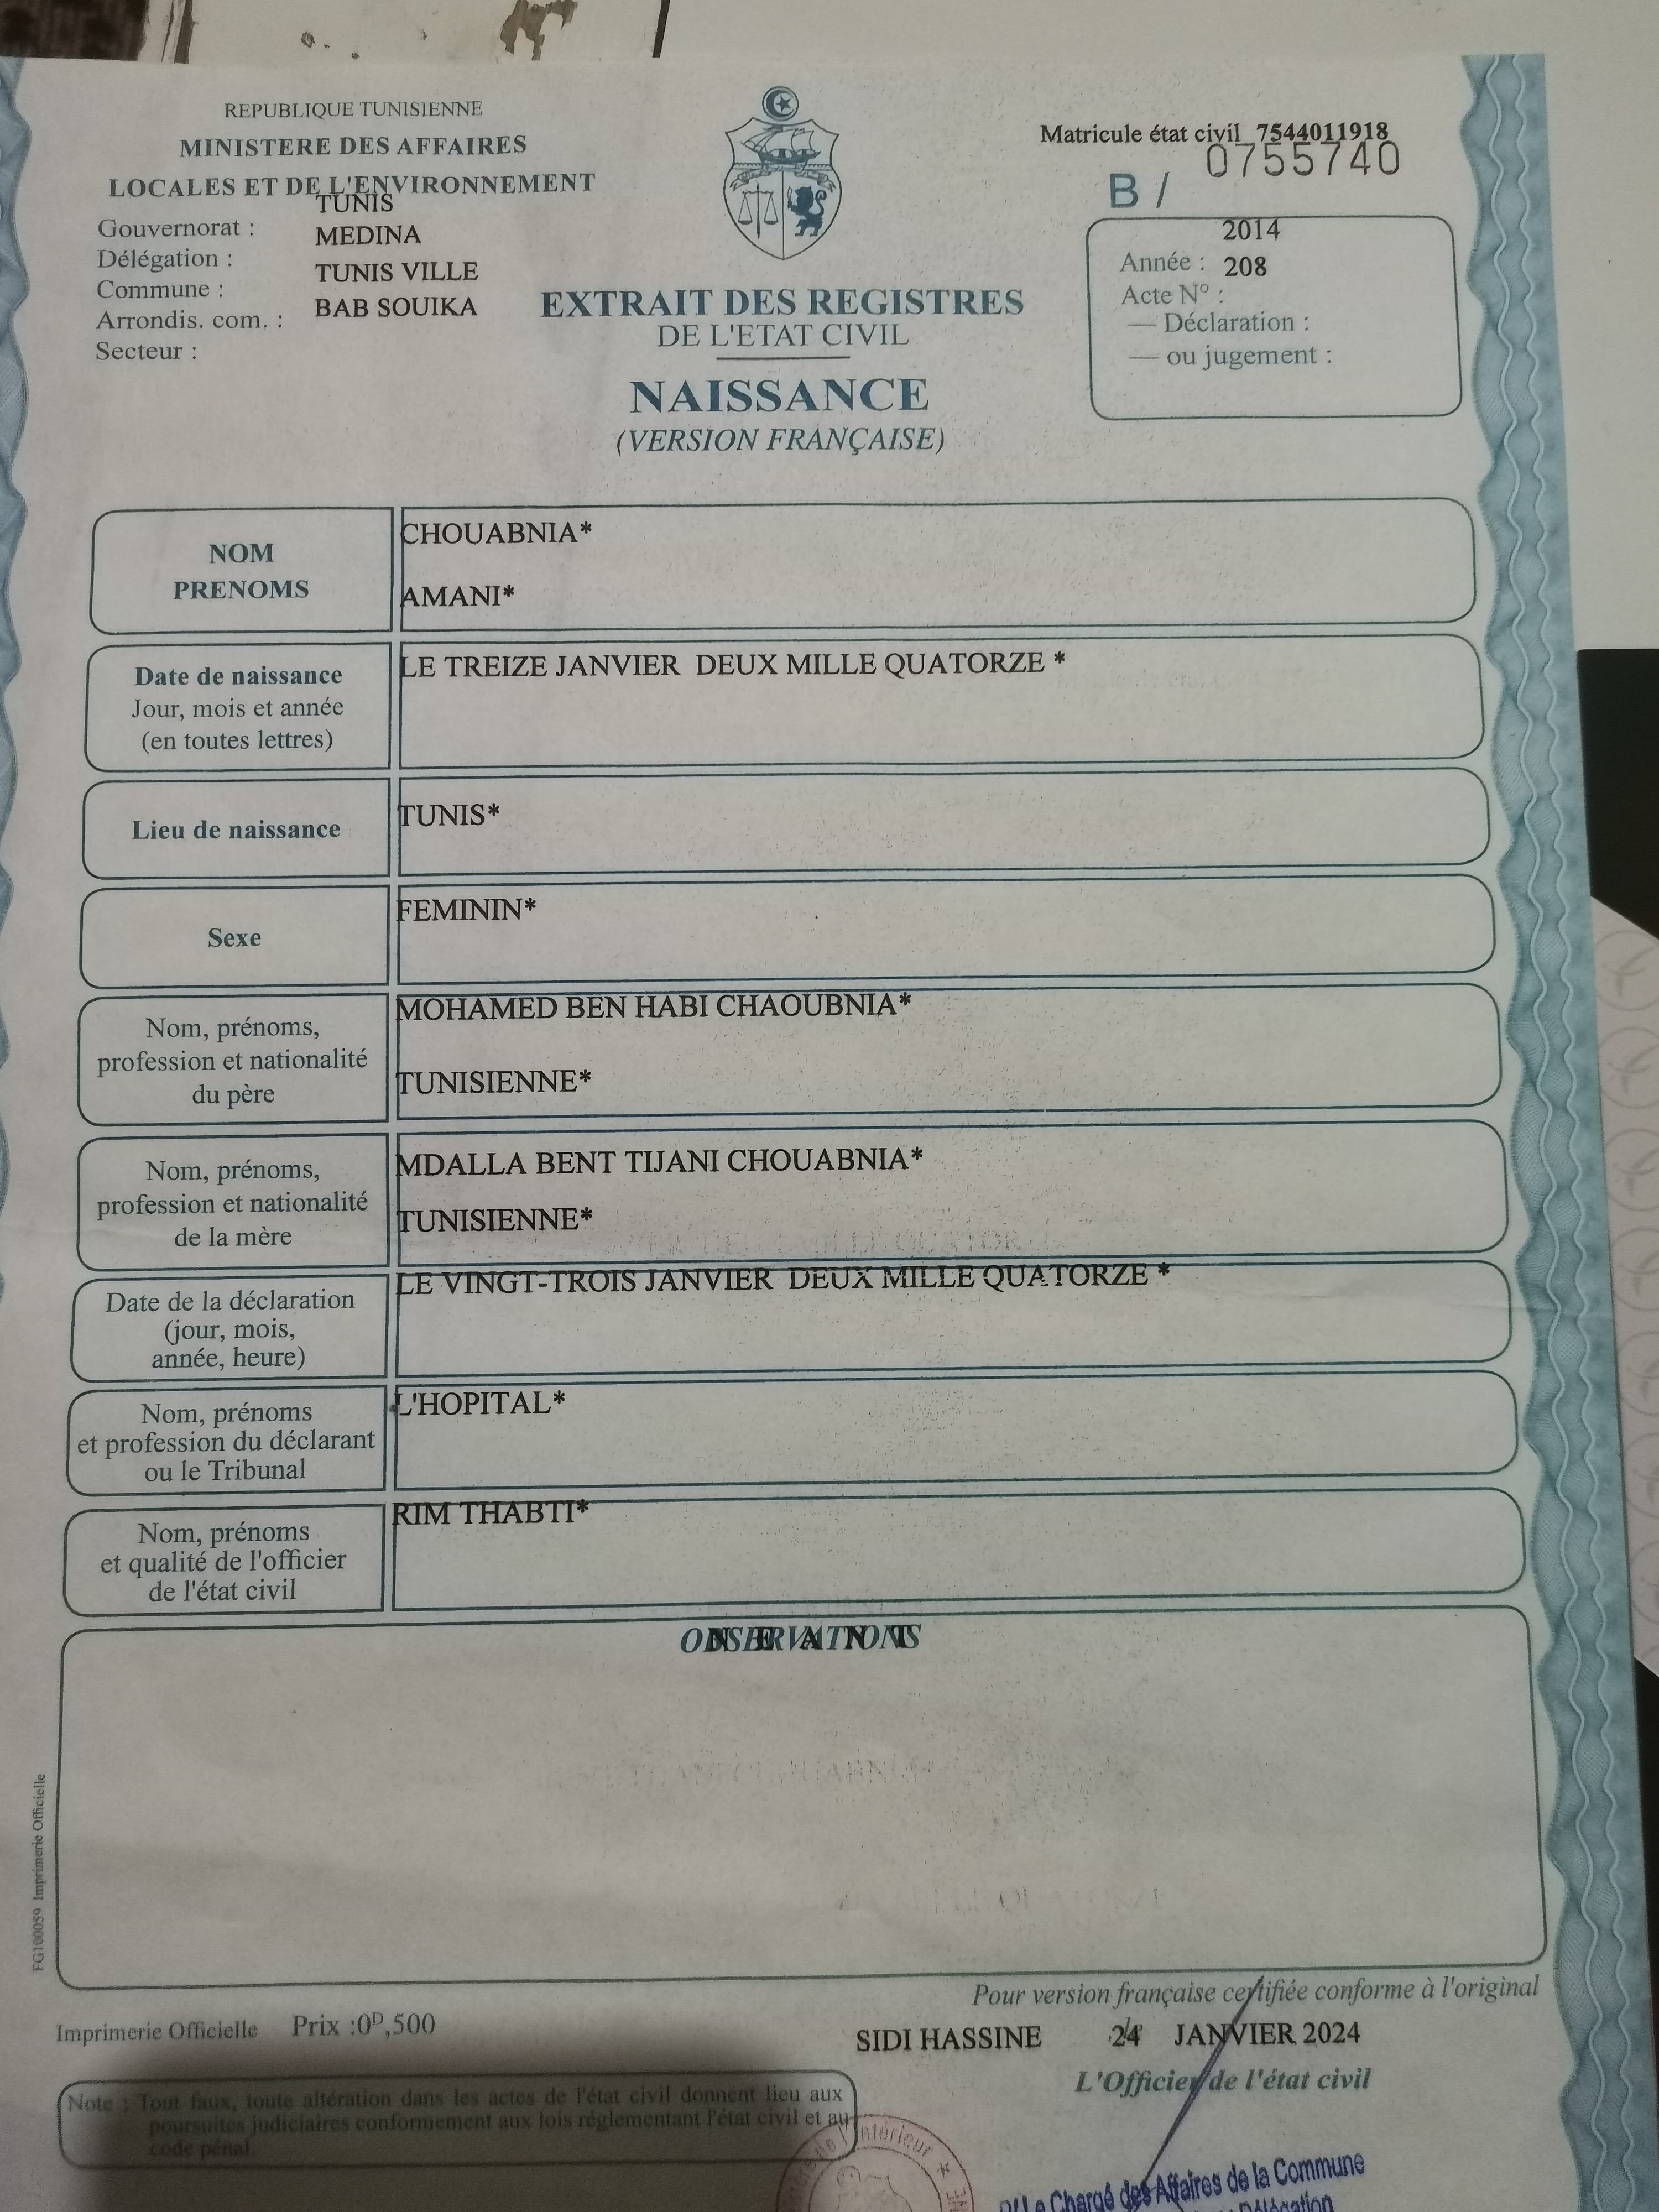 REPUBLIQUE TUNISIENNE
MINISTERE DES AFFAIRES
LOCALES ET DE L'ENVIRONNEMENT
Gouvernorat : TUNIS
Délégation : MEDINA
Commune : TUNIS VILLE
Arrondis. com. : BAB SOUIKA
Secteur :
Matricule état civil 7544011918
B / 0755740
Année : 2014
Acte N° : 208
— Déclaration :
— ou jugement :
EXTRAIT DES REGISTRES
DE L'ETAT CIVIL
NAISSANCE
(VERSION FRANÇAISE)
NOM
PRENOMS
CHOUABNIA*
AMANI*
Date de naissance
Jour, mois et année
(en toutes lettres)
LE TREIZE JANVIER DEUX MILLE QUATORZE *
Lieu de naissance
TUNIS*
Sexe
FEMININ*
Nom, prénoms,
profession et nationalité
du père
MOHAMED BEN HABI CHAOUBNIA*
TUNISIENNE*
Nom, prénoms,
profession et nationalité
de la mère
MDALLA BENT TIJANI CHOUABNIA*
TUNISIENNE*
Date de la déclaration
(jour, mois,
année, heure)
LE VINGT-TROIS JANVIER DEUX MILLE QUATORZE *
Nom, prénoms
et profession du déclarant
ou le Tribunal
L'HOPITAL*
Nom, prénoms
et qualité de l'officier
de l'état civil
RIM THABTI*
OBSERVATIONS
N E A N T
FG100059 Imprimerie Officielle
Pour version française certifiée conforme à l'original
Imprimerie Officielle Prix :0D,500
SIDI HASSINE 24 JANVIER 2024
L'Officier de l'état civil
Note : Tout faux, toute altération dans les actes de l'état civil donnent lieu aux
poursuites judiciaires conformement aux lois réglementant l'état civil et au
code pénal.
de l'Intérieur *
P/ Le Chargé des Affaires de la Commune
Délégation